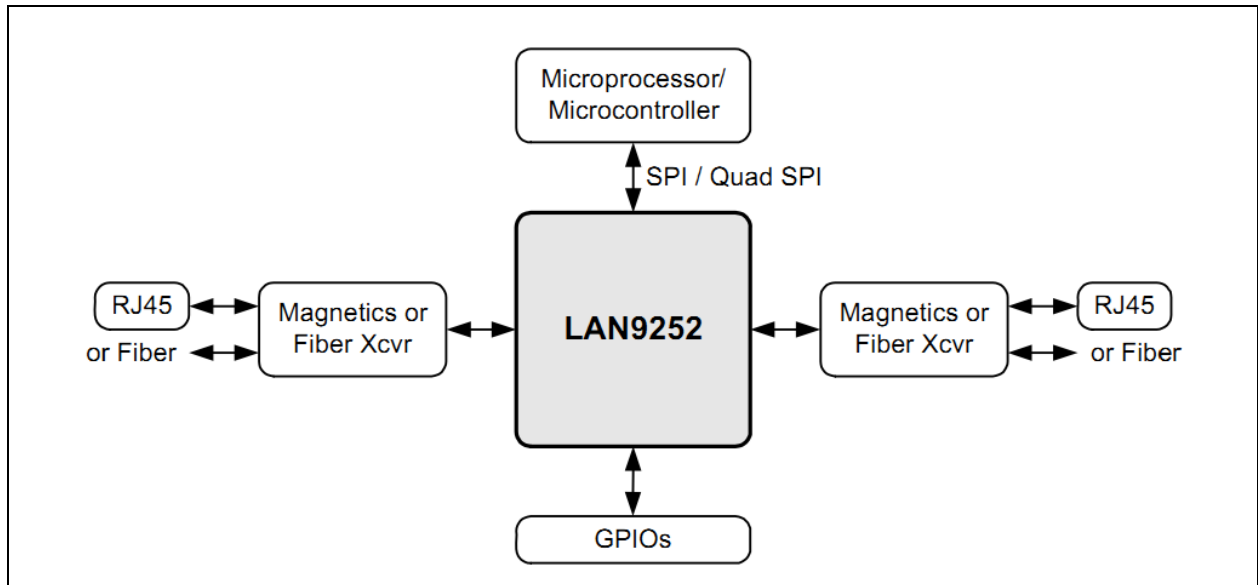 Microprocessor/
Microcontroller
SPI / Quad SPI
RJ45
or Fiber
Magnetics or
Fiber Xcvr
LAN9252
Magnetics or
Fiber Xcvr
RJ45
or Fiber
GPIOs